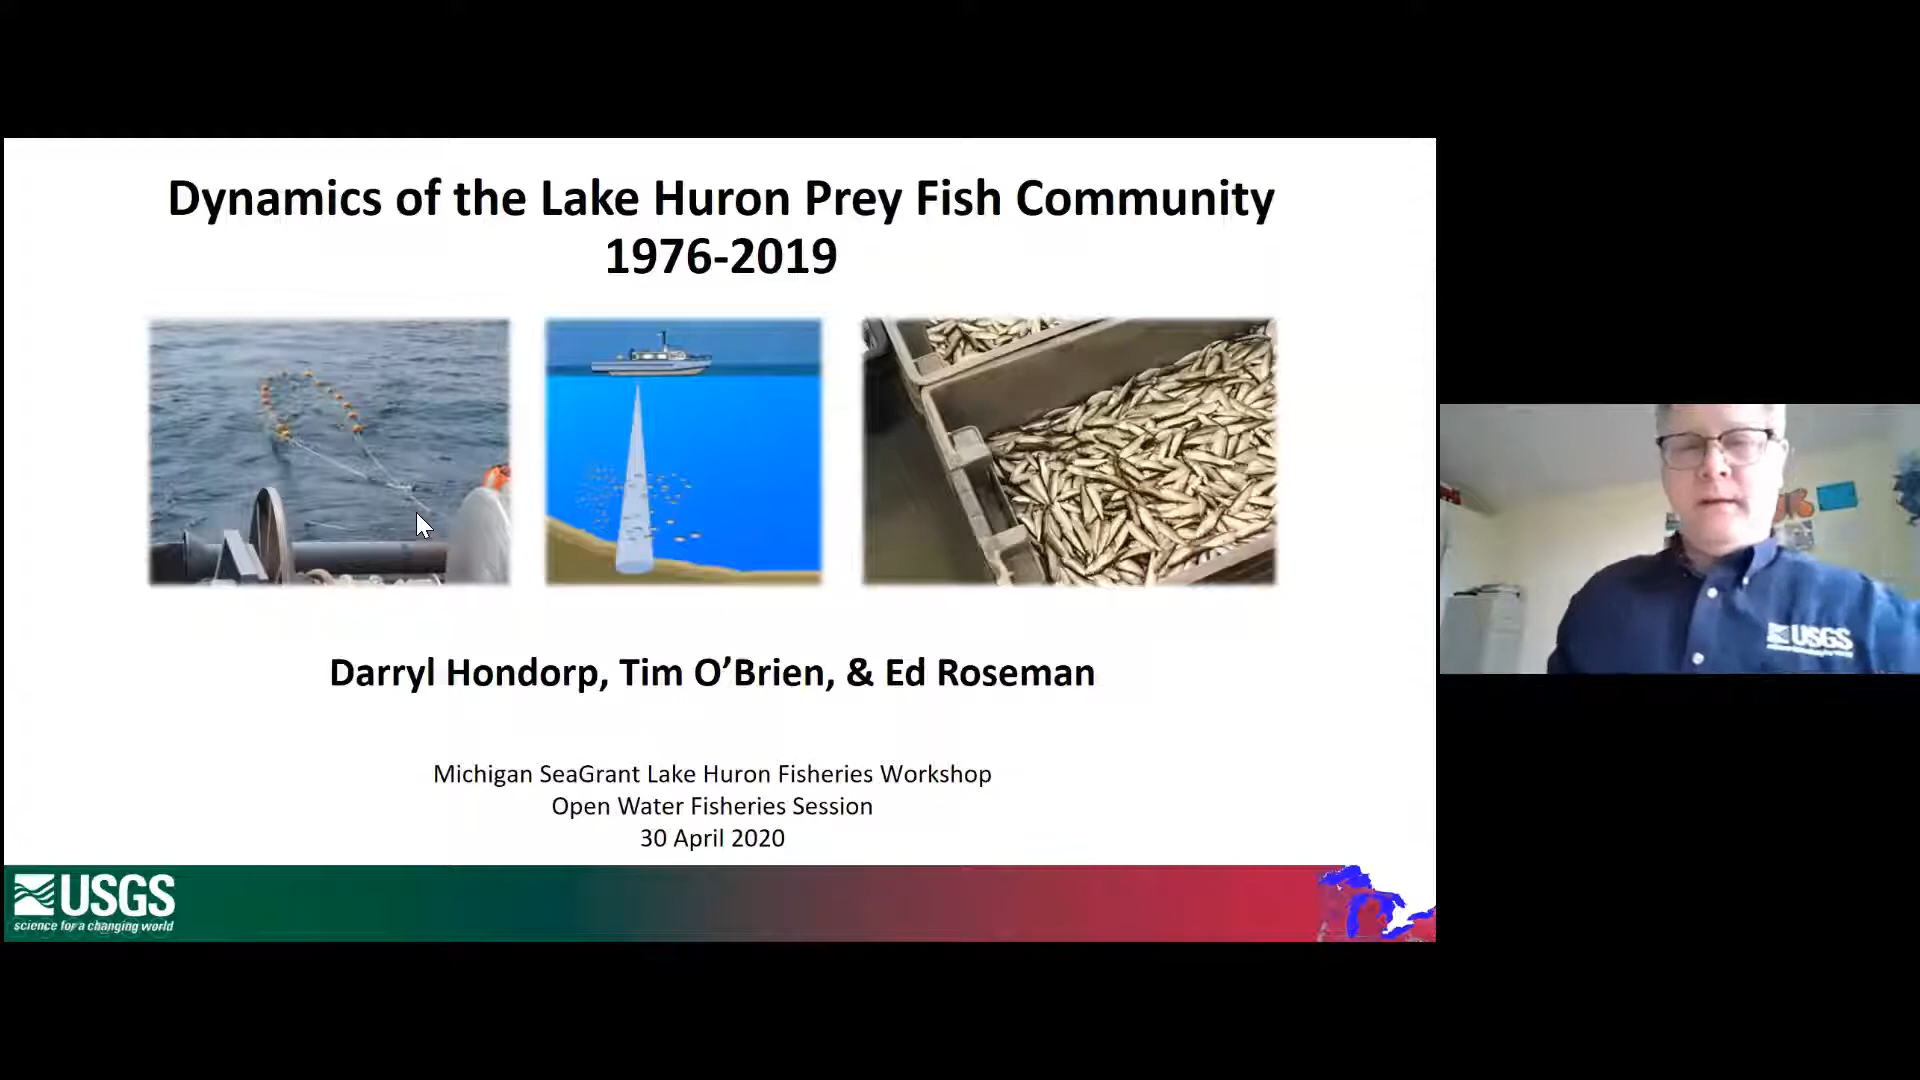 Dynamics of the Lake Huron Prey Fish Community
1976-2019
Darryl Hondorp, Tim O’Brien, & Ed Roseman
Michigan SeaGrant Lake Huron Fisheries Workshop
Open Water Fisheries Session
30 April 2020
USGS
science for a changing world
USGS